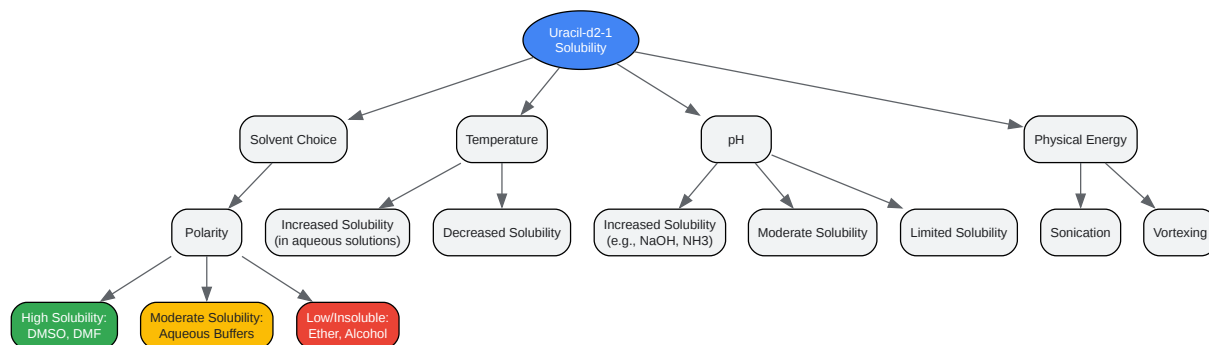 Uracil-d2-1
Solubility
Solvent Choice
Temperature
pH
Physical Energy
Polarity
Increased Solubility
(in aqueous solutions)
Decreased Solubility
Increased Solubility
(e.g., NaOH, NH3)
Moderate Solubility
Limited Solubility
Sonication
Vortexing
High Solubility:
DMSO, DMF
Moderate Solubility:
Aqueous Buffers
Low/Insoluble:
Ether, Alcohol